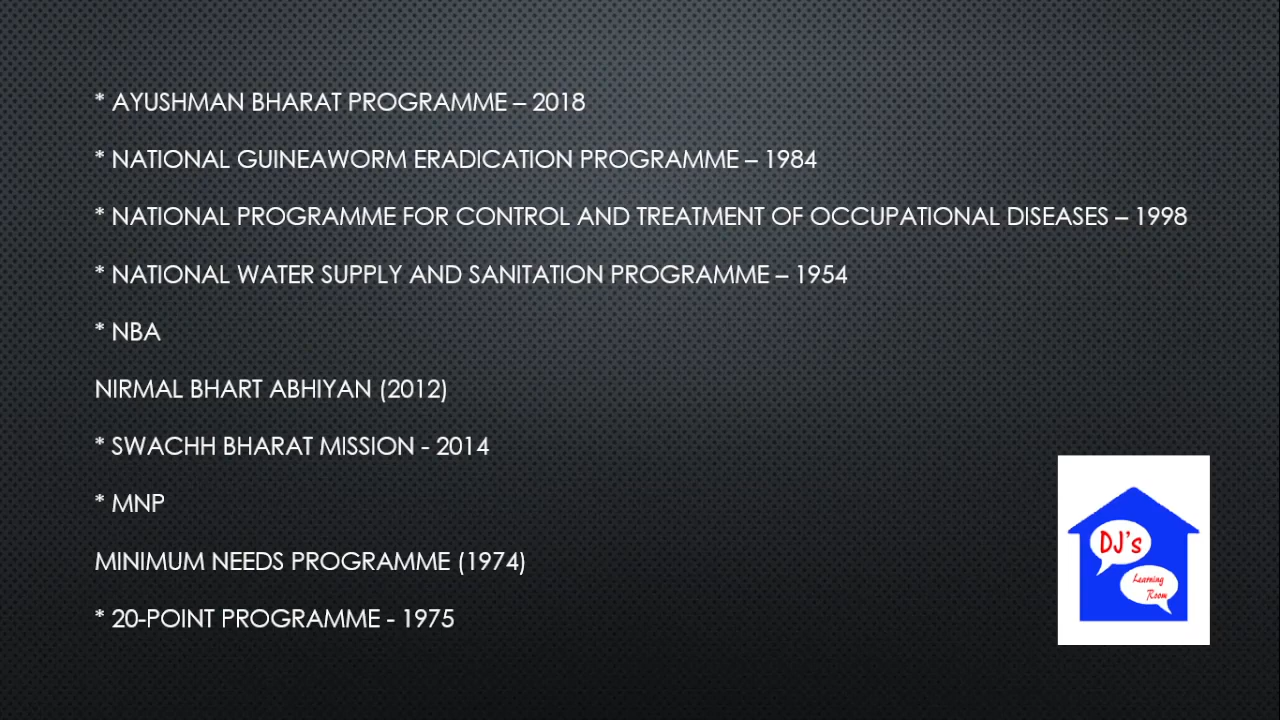 * AYUSHMAN BHARAT PROGRAMME – 2018
* NATIONAL GUINEAWORM ERADICATION PROGRAMME – 1984
* NATIONAL PROGRAMME FOR CONTROL AND TREATMENT OF OCCUPATIONAL DISEASES – 1998
* NATIONAL WATER SUPPLY AND SANITATION PROGRAMME – 1954
* NBA
NIRMAL BHART ABHIYAN (2012)
* SWACHH BHARAT MISSION - 2014
* MNP
MINIMUM NEEDS PROGRAMME (1974)
* 20-POINT PROGRAMME - 1975
DJ's
Learning
Room